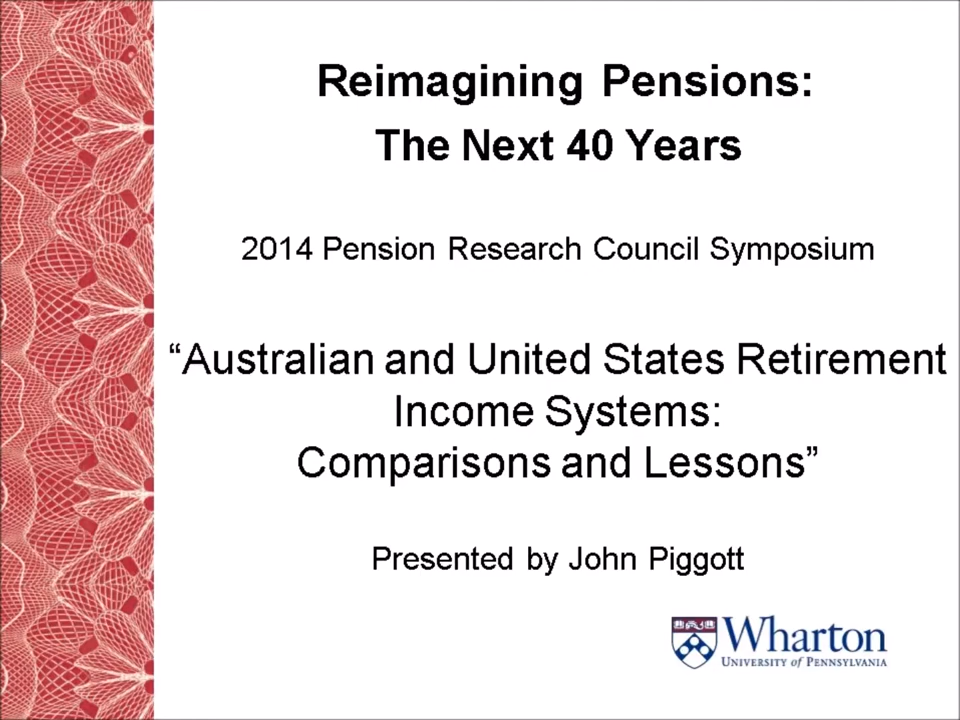 Reimagining Pensions:
The Next 40 Years
2014 Pension Research Council Symposium
“Australian and United States Retirement
Income Systems:
Comparisons and Lessons”
Presented by John Piggott
Wharton
UNIVERSITY of PENNSYLVANIA